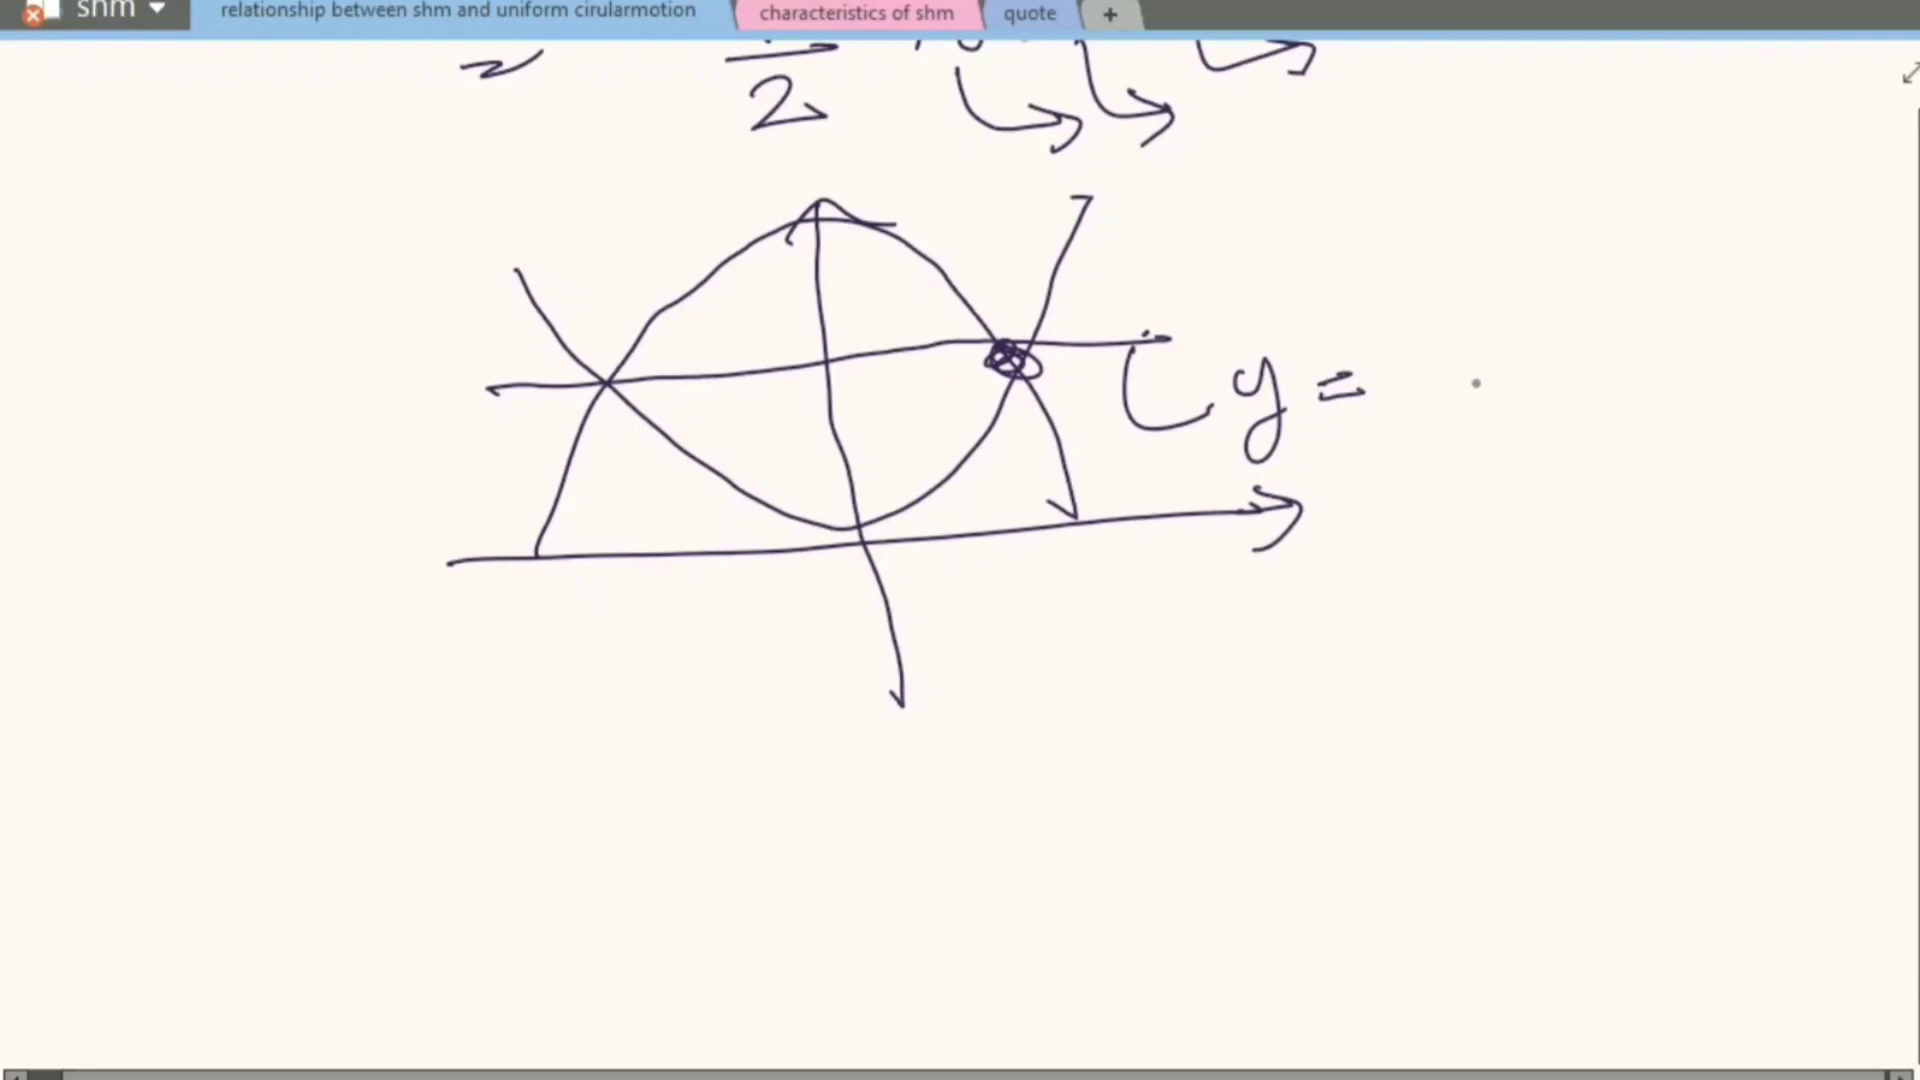 shm relationship between shm and uniform cirularmotion characteristics of shm quote +
2
y =